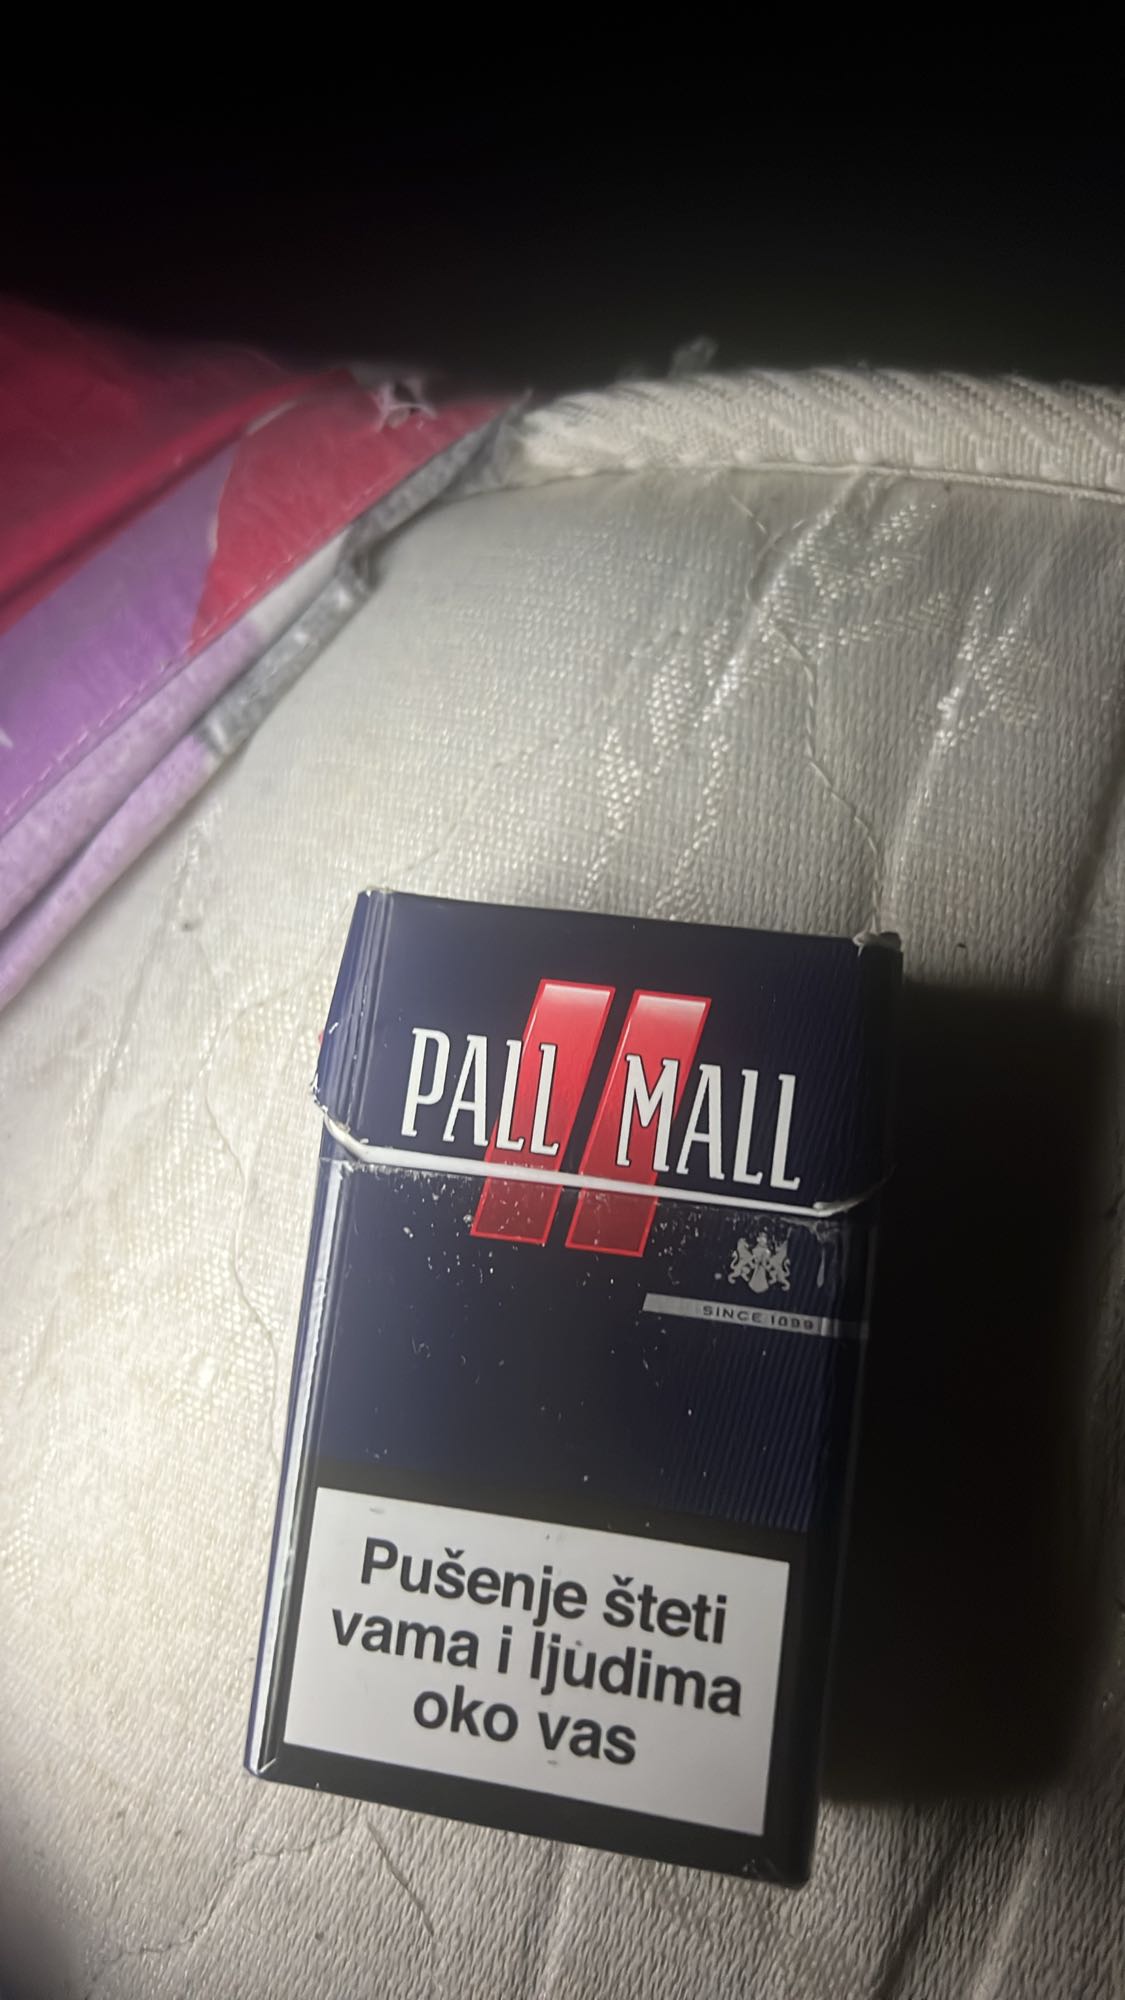 PALL MALL
SINCE 1899
Pušenje šteti
vama i ljudima
oko vas